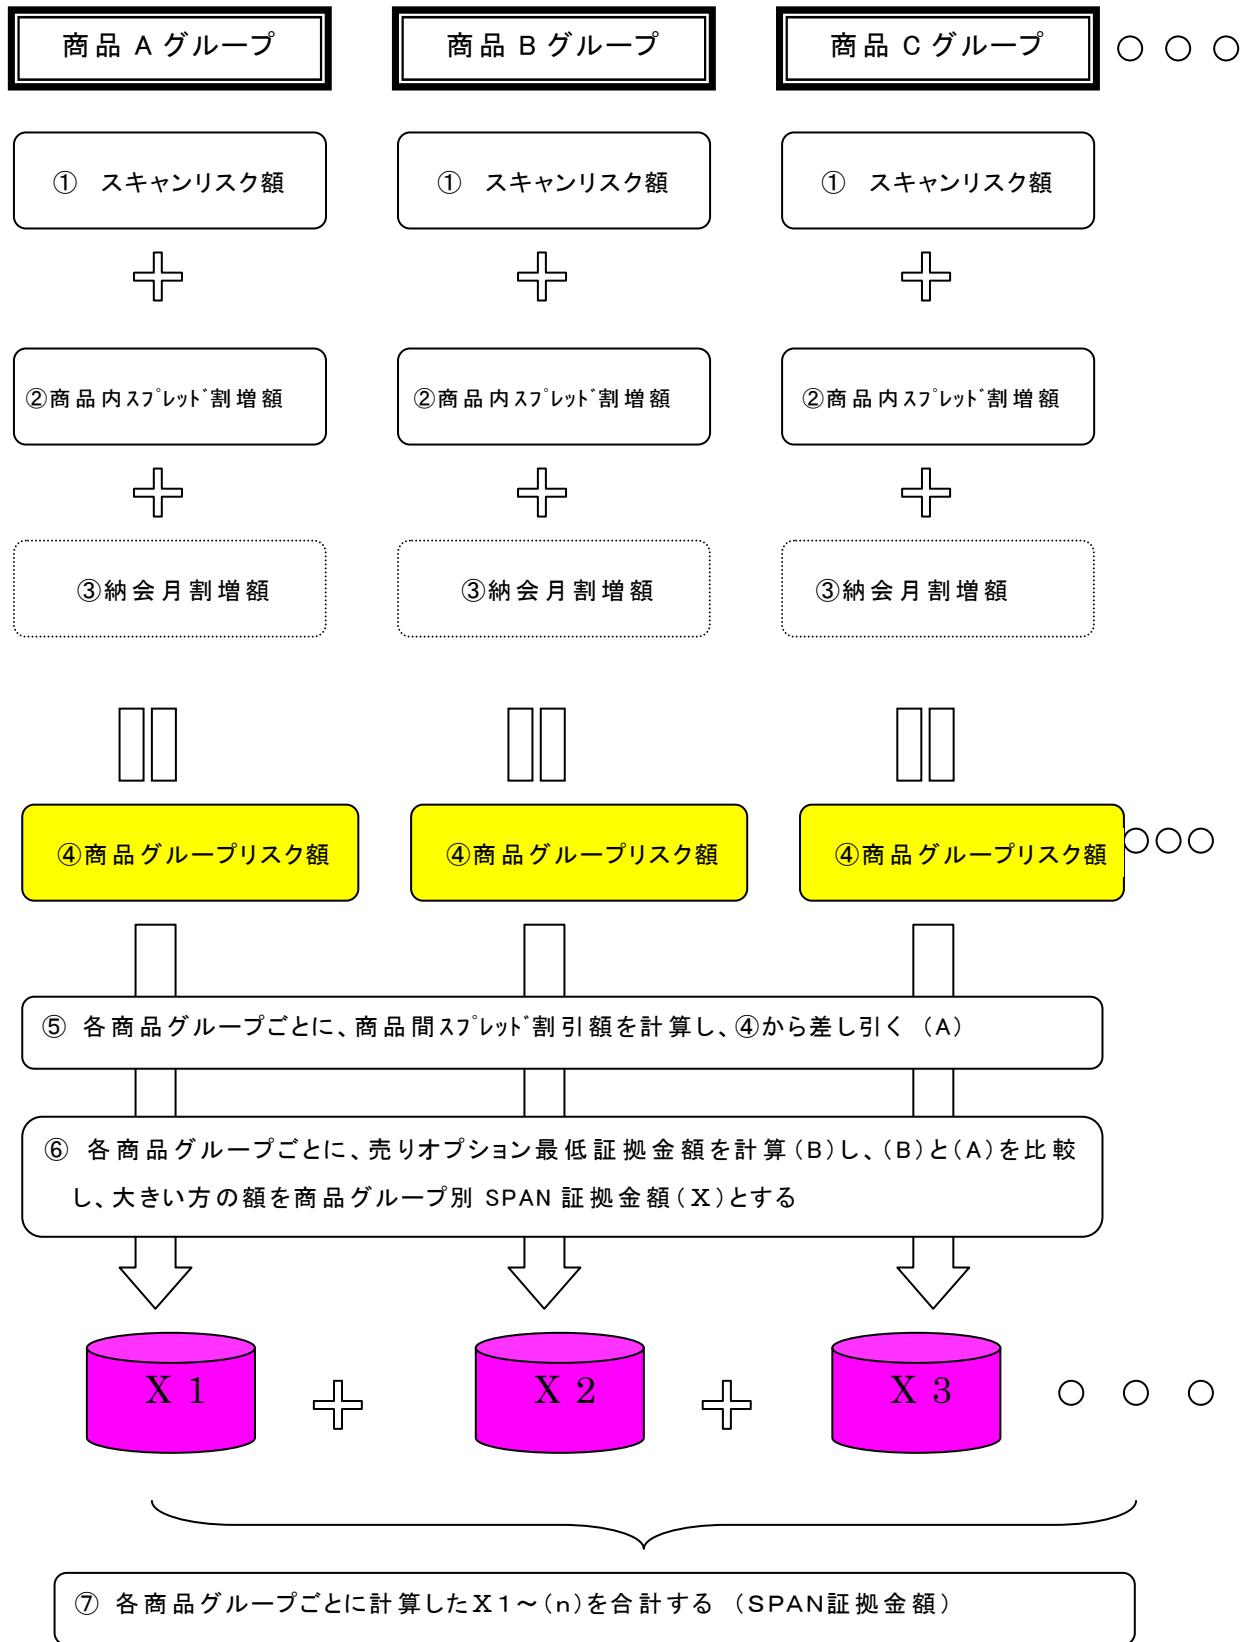 商品 A グループ
商品 B グループ
商品 C グループ
○ ○ ○
① スキャンリスク額
① スキャンリスク額
① スキャンリスク額
②商品内ｽﾌﾟﾚｯﾄﾞ割増額
②商品内ｽﾌﾟﾚｯﾄﾞ割増額
②商品内ｽﾌﾟﾚｯﾄﾞ割増額
③納会月割増額
③納会月割増額
③納会月割増額
④商品グループリスク額
④商品グループリスク額
④商品グループリスク額
○○○
⑤ 各商品グループごとに、商品間ｽﾌﾟﾚｯﾄﾞ割引額を計算し、④から差し引く （A）
⑥ 各商品グループごとに、売りオプション最低証拠金額を計算（B）し、（B）と（A）を比較
し、大きい方の額を商品グループ別 SPAN 証拠金額（X）とする
X 1
X 2
X 3
○ ○ ○
⑦ 各商品グループごとに計算したX１～（n）を合計する （SPAN証拠金額）